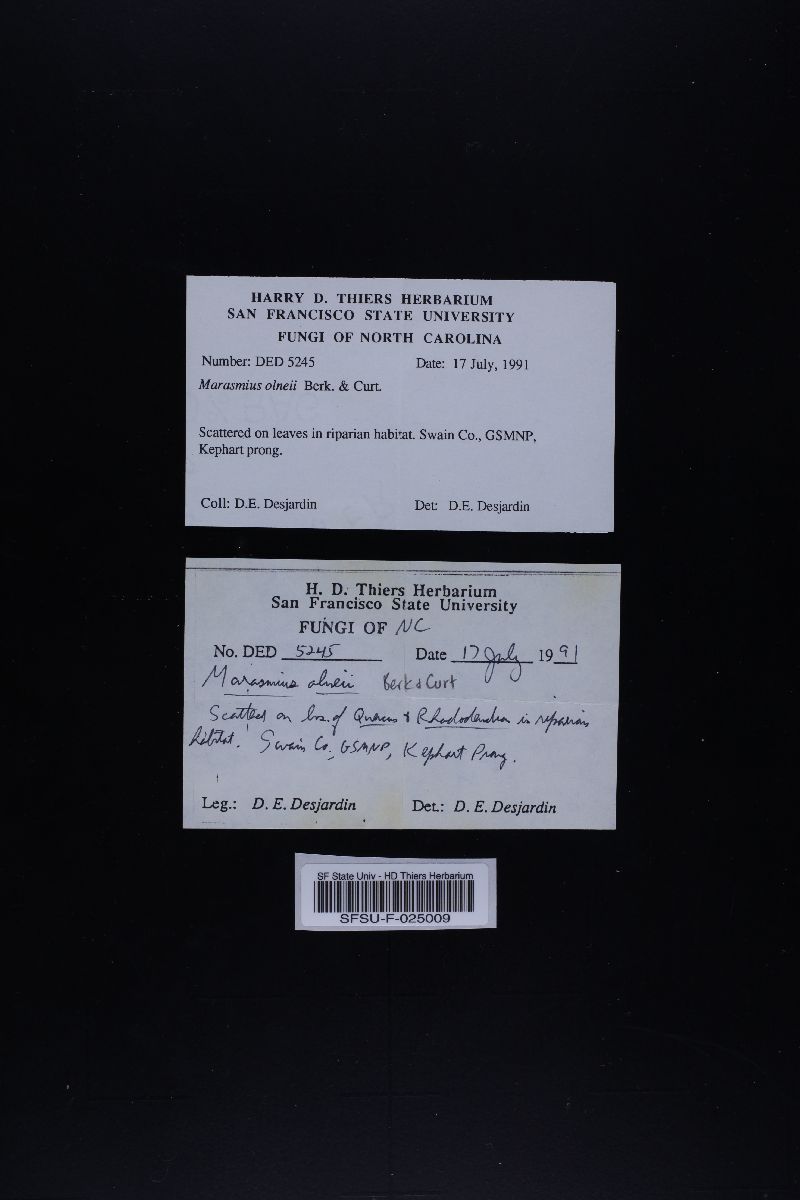 HARRY D. THIERS HERBARIUM
SAN FRANCISCO STATE UNIVERSITY
FUNGI OF NORTH CAROLINA
Number: DED 5245 Date: 17 July, 1991
Marasmius olneii Berk. & Curt.
Scattered on leaves in riparian habitat. Swain Co., GSMNP,
Kephart prong.
Coll: D.E. Desjardin Det: D.E. Desjardin
H. D. Thiers Herbarium
San Francisco State University
FUNGI OF NC
No. DED 5245 Date 17 July 1991
Marasmius olneii Berk & Curt
Scattered on lvs. of Quercus & Rhododendron in riparian
habitat. Swain Co., GSMNP, Kephart Prong.
Leg.: D. E. Desjardin Det.: D. E. Desjardin
SF State Univ - HD Thiers Herbarium
SFSU-F-025009